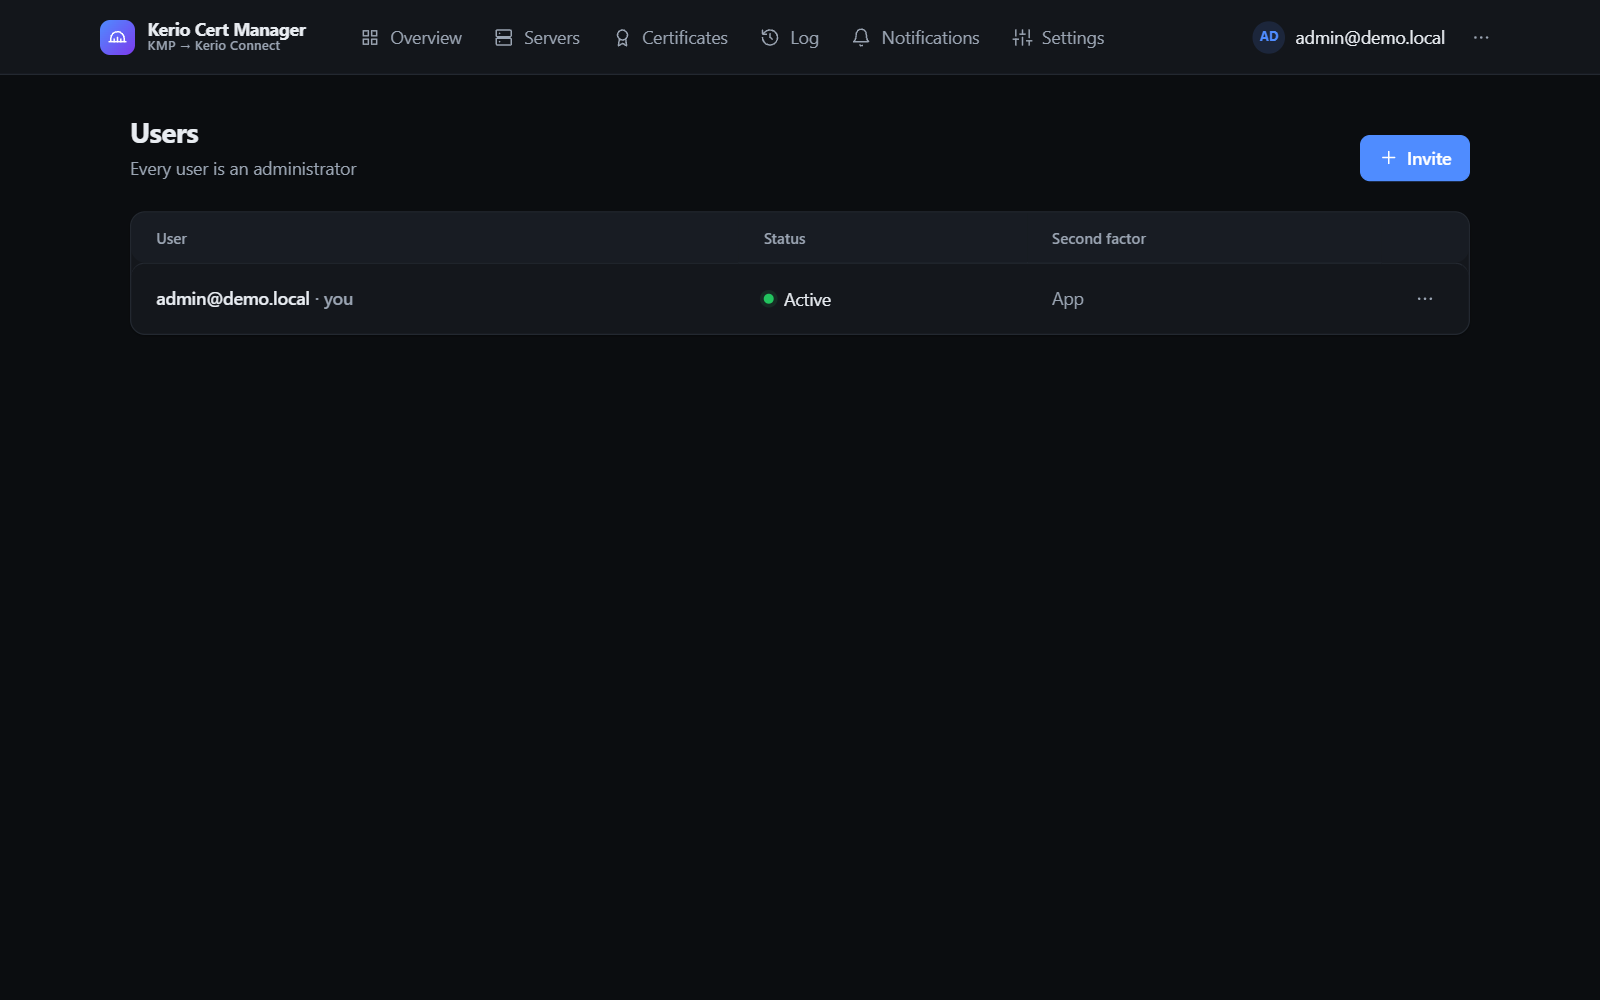 Kerio Cert Manager
KMP → Kerio Connect
Overview
Servers
Certificates
Log
Notifications
Settings
AD
admin@demo.local
Users
Every user is an administrator
Invite
User
Status
Second factor
admin@demo.local · you
Active
App